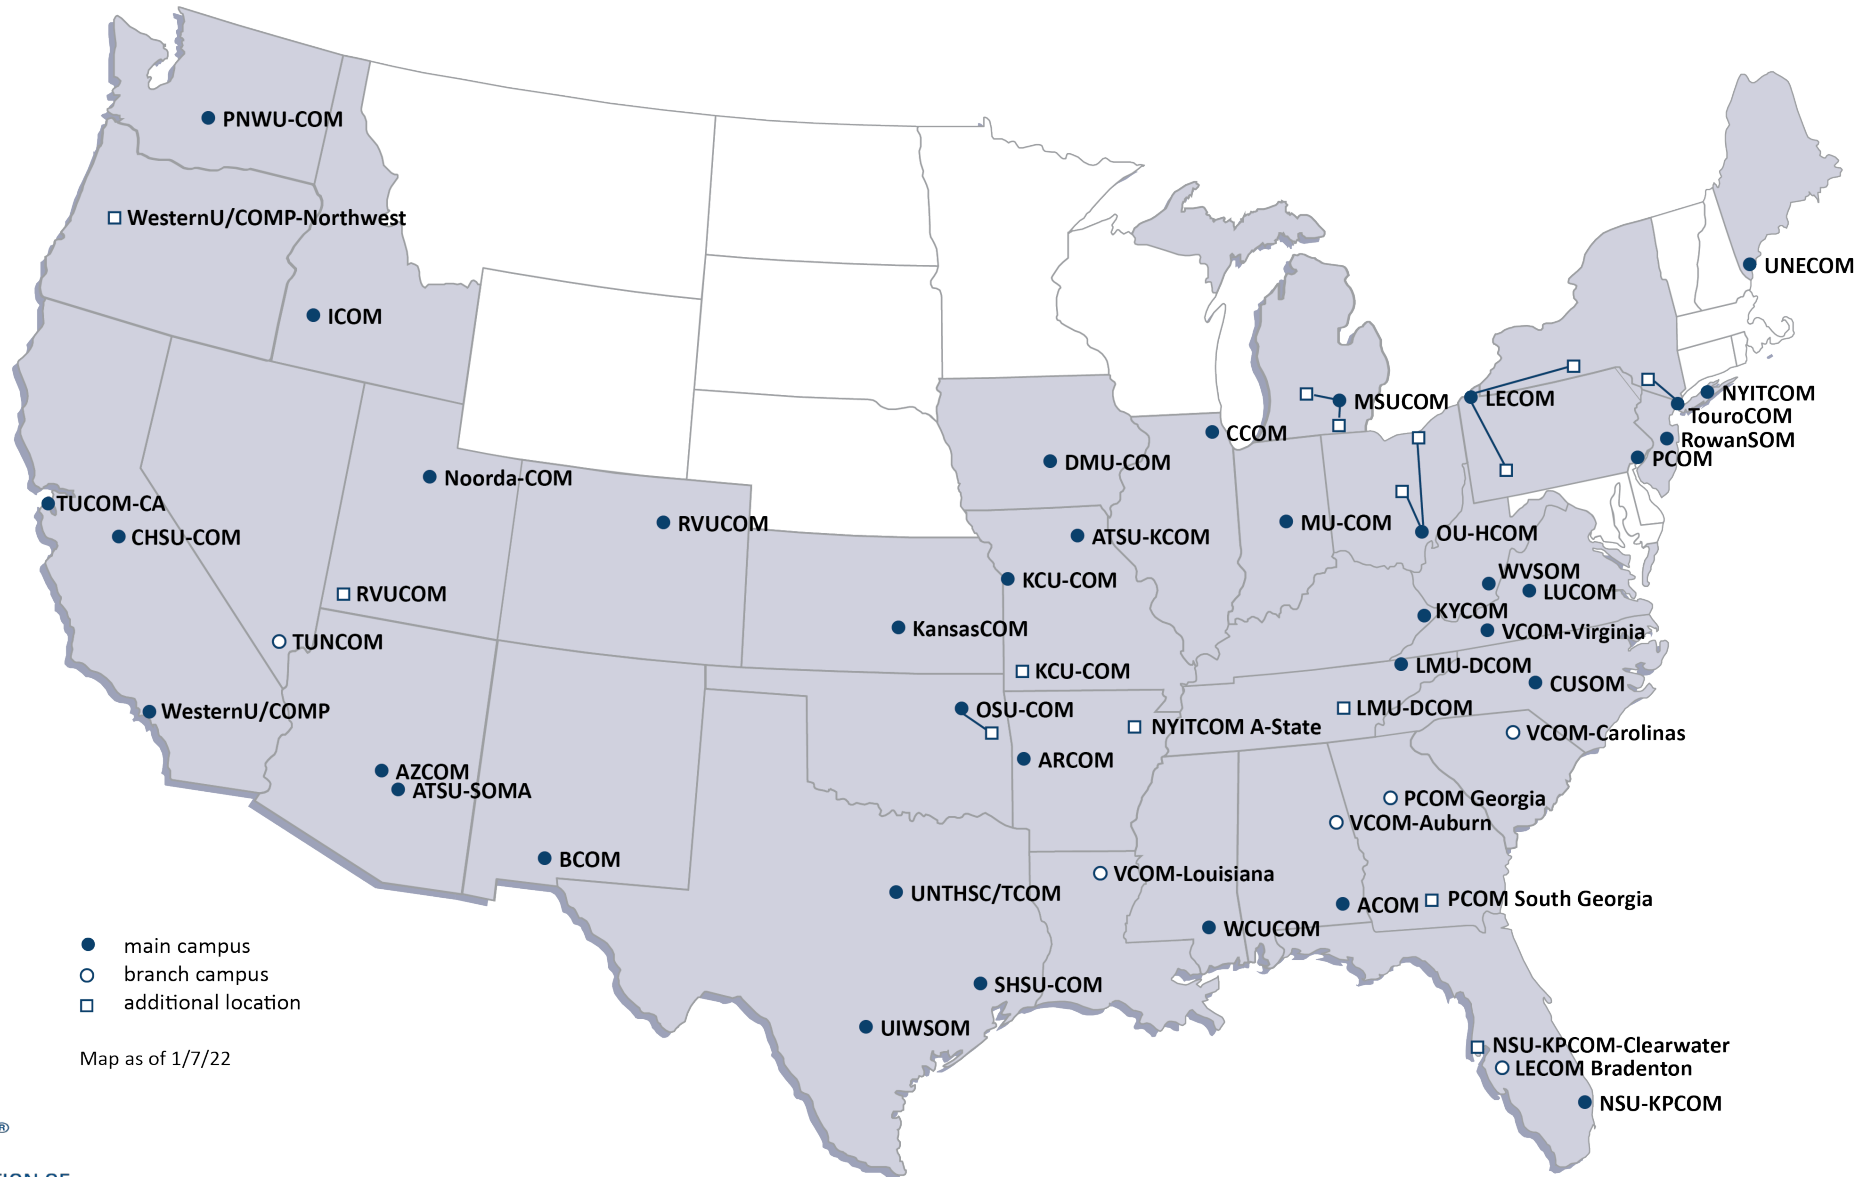 PNWU-COM
WesternU/COMP-Northwest
UNECOM
ICOM
NYITCOM
MSUCOM
LECOM
TouroCOM
CCOM
RowanSOM
PCOM
DMU-COM
Noorda-COM
TUCOM-CA
RVUCOM
MU-COM
OU-HCOM
CHSU-COM
ATSU-KCOM
WVSOM
KCU-COM
LUCOM
RVUCOM
KYCOM
KansasCOM
VCOM-Virginia
TUNCOM
LMU-DCOM
KCU-COM
CUSOM
WesternU/COMP
OSU-COM
LMU-DCOM
NYITCOM A-State
VCOM-Carolinas
ARCOM
AZCOM
ATSU-SOMA
PCOM Georgia
VCOM-Auburn
BCOM
VCOM-Louisiana
UNTHSC/TCOM
PCOM South Georgia
ACOM
WCUCOM
main campus
branch campus
SHSU-COM
additional location
UIWSOM
NSU-KPCOM-Clearwater
Map as of 1/7/22
LECOM Bradenton
NSU-KPCOM
®